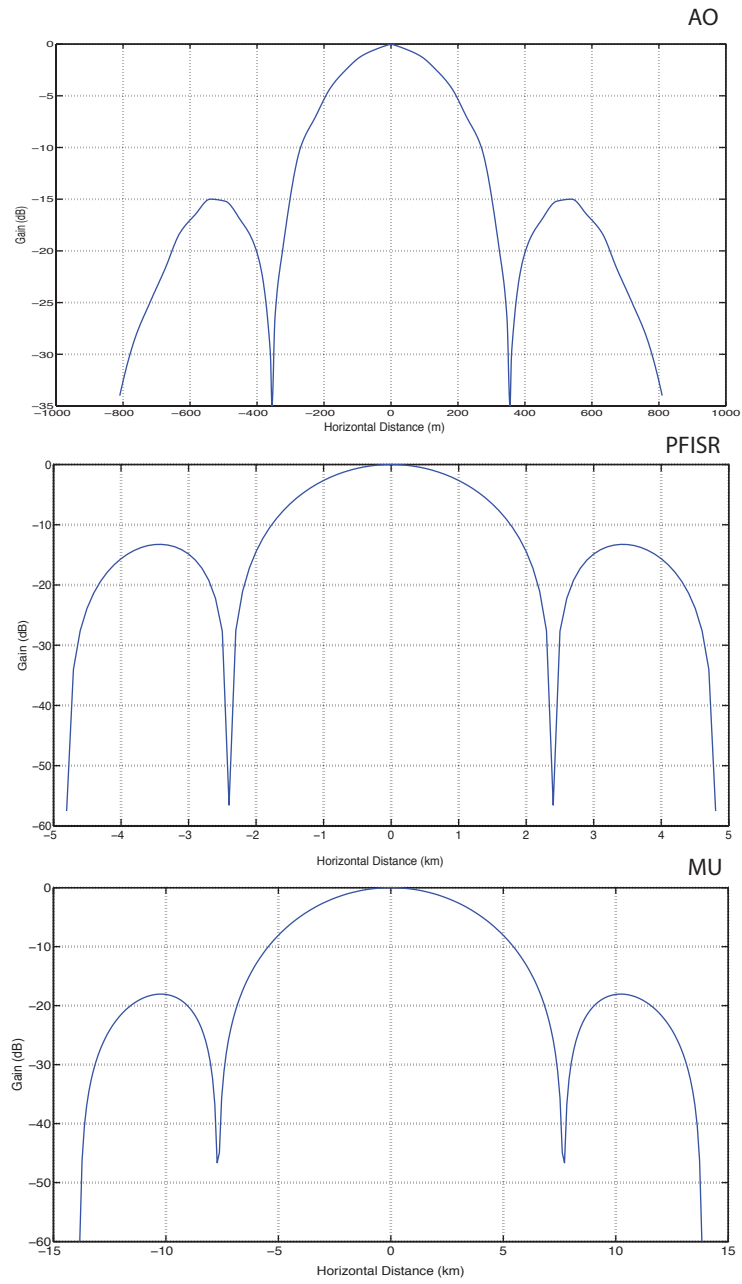 AO
0
−5
−10
−15
−20
−25
−30
−35
Gain (dB)
−1000 −800 −600 −400 −200 0 200 400 600 800 1000
Horizontal Distance (m)
PFISR
0
−10
−20
−30
−40
−50
−60
Gain (dB)
−5 −4 −3 −2 −1 0 1 2 3 4 5
Horizontal Distance (km)
MU
0
−10
−20
−30
−40
−50
−60
Gain (dB)
−15 −10 −5 0 5 10 15
Horizontal Distance (km)